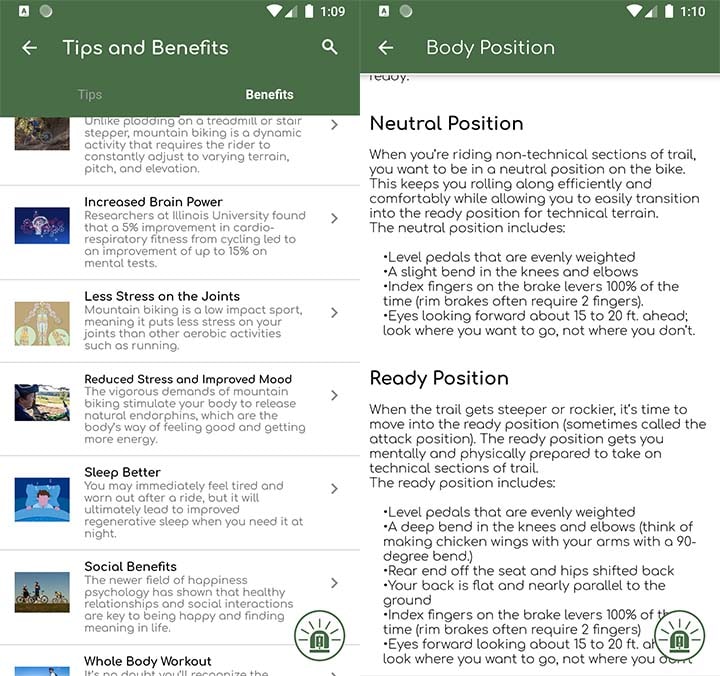 1:09
Tips and Benefits
Tips
Benefits
Unlike plodding on a treadmill or stair
stepper, mountain biking is a dynamic
activity that requires the rider to
constantly adjust to varying terrain,
pitch, and elevation.
Increased Brain Power
Researchers at Illinois University found
that a 5% improvement in cardio-
respiratory fitness from cycling led to
an improvement of up to 15% on
mental tests.
Less Stress on the Joints
Mountain biking is a low impact sport,
meaning it puts less stress on your
joints than other aerobic activities
such as running.
Reduced Stress and Improved Mood
The vigorous demands of mountain
biking stimulate your body to release
natural endorphins, which are the
body's way of feeling good and getting
more energy.
Sleep Better
You may immediately feel tired and
worn out after a ride, but it will
ultimately lead to improved
regenerative sleep when you need it at
night.
Social Benefits
The newer field of happiness
psychology has shown that healthy
relationships and social interactions
are key to being happy and finding
meaning in life.
Whole Body Workout
It's no doubt you'll recognize the
1:10
Body Position
ready.
Neutral Position
When you're riding non-technical sections of trail,
you want to be in a neutral position on the bike.
This keeps you rolling along efficiently and
comfortably while allowing you to easily transition
into the ready position for technical terrain.
The neutral position includes:
•Level pedals that are evenly weighted
•A slight bend in the knees and elbows
•Index fingers on the brake levers 100% of the
time (rim brakes often require 2 fingers).
•Eyes looking forward about 15 to 20 ft. ahead;
look where you want to go, not where you don't.
Ready Position
When the trail gets steeper or rockier, it's time to
move into the ready position (sometimes called the
attack position). The ready position gets you
mentally and physically prepared to take on
technical sections of trail.
The ready position includes:
•Level pedals that are evenly weighted
•A deep bend in the knees and elbows (think of
making chicken wings with your arms with a 90-
degree bend.)
•Rear end off the seat and hips shifted back
•Your back is flat and nearly parallel to the
ground
•Index fingers on the brake levers 100% of
time (rim brakes often require 2 fingers)
•Eyes forward looking about 15 to 20 ft.
look where you want to go, not where you